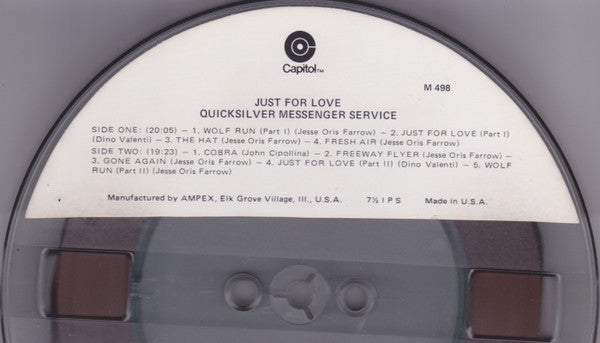 Capitol™
M 498
JUST FOR LOVE
QUICKSILVER MESSENGER SERVICE
SIDE ONE: (20:05) — 1. WOLF RUN (Part I) (Jesse Oris Farrow) — 2. JUST FOR LOVE (Part I)
(Dino Valenti) — 3. THE HAT (Jesse Oris Farrow) — 4. FRESH AIR (Jesse Oris Farrow)
SIDE TWO: (19:23) — 1. COBRA (John Cipollina) — 2. FREEWAY FLYER (Jesse Oris Farrow) —
3. GONE AGAIN (Jesse Oris Farrow) — 4. JUST FOR LOVE (Part II) (Dino Valenti) — 5. WOLF
RUN (Part II) (Jesse Oris Farrow)
Manufactured by AMPEX, Elk Grove Village, Ill., U.S.A. 7½ I P S Made in U.S.A.